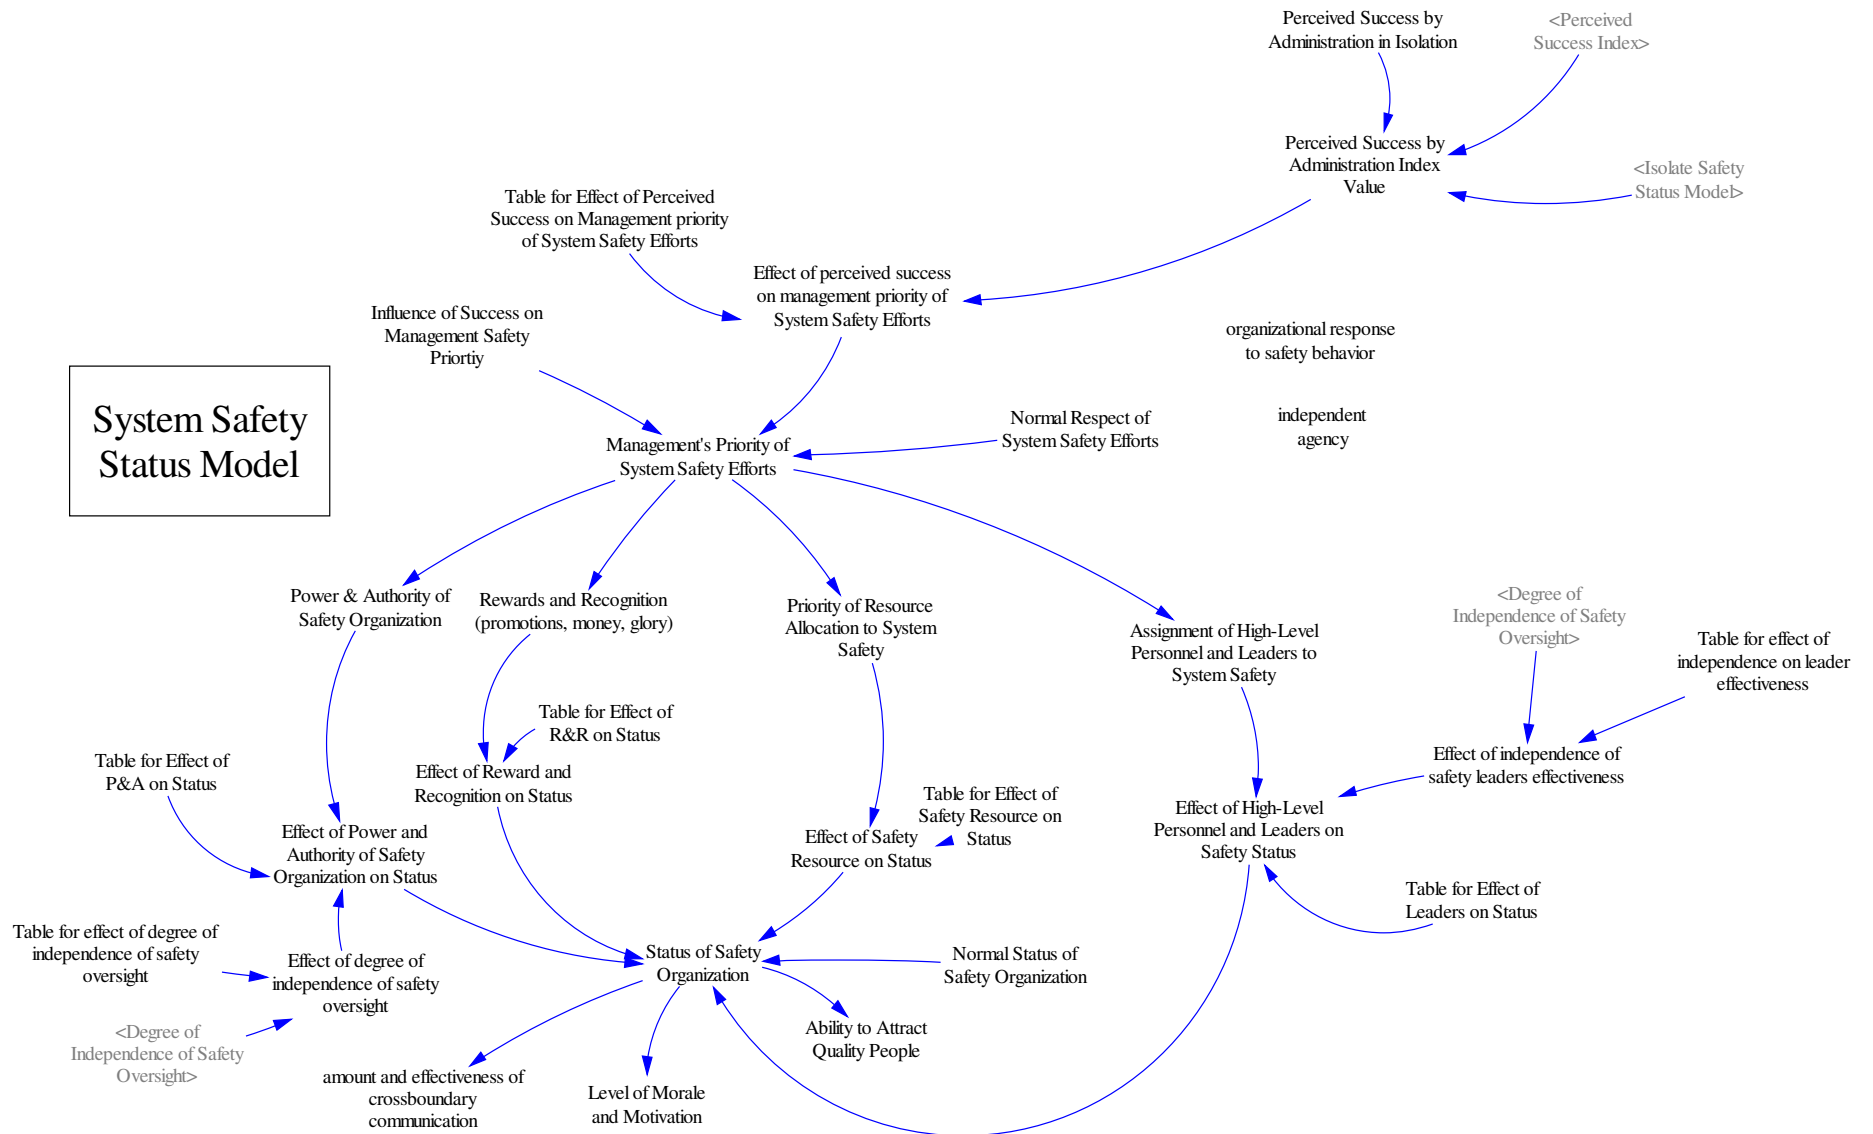 Perceived Success by
Administration in Isolation
<Perceived
Success Index>
Perceived Success by
Administration Index
Value
<Isolate Safety
Status Model>
Table for Effect of Perceived
Success on Management priority
of System Safety Efforts
Effect of perceived success
on management priority of
System Safety Efforts
Influence of Success on
Management Safety
Priortiy
organizational response
to safety behavior
System Safety
Status Model
Normal Respect of
System Safety Efforts
independent
agency
Management's Priority of
System Safety Efforts
Power & Authority of
Safety Organization
Rewards and Recognition
(promotions, money, glory)
Priority of Resource
Allocation to System
Safety
Assignment of High-Level
Personnel and Leaders to
System Safety
<Degree of
Independence of Safety
Oversight>
Table for effect of
independence on leader
effectiveness
Table for Effect of
R&R on Status
Table for Effect of
P&A on Status
Effect of Reward and
Recognition on Status
Effect of independence of
safety leaders effectiveness
Table for Effect of
Safety Resource on
Status
Effect of Power and
Authority of Safety
Organization on Status
Effect of Safety
Resource on Status
Effect of High-Level
Personnel and Leaders on
Safety Status
Table for Effect of
Leaders on Status
Table for effect of degree of
independence of safety
oversight
Effect of degree of
independence of safety
oversight
Status of Safety
Organization
Normal Status of
Safety Organization
<Degree of
Independence of Safety
Oversight>
Ability to Attract
Quality People
amount and effectiveness of
crossboundary
communication
Level of Morale
and Motivation